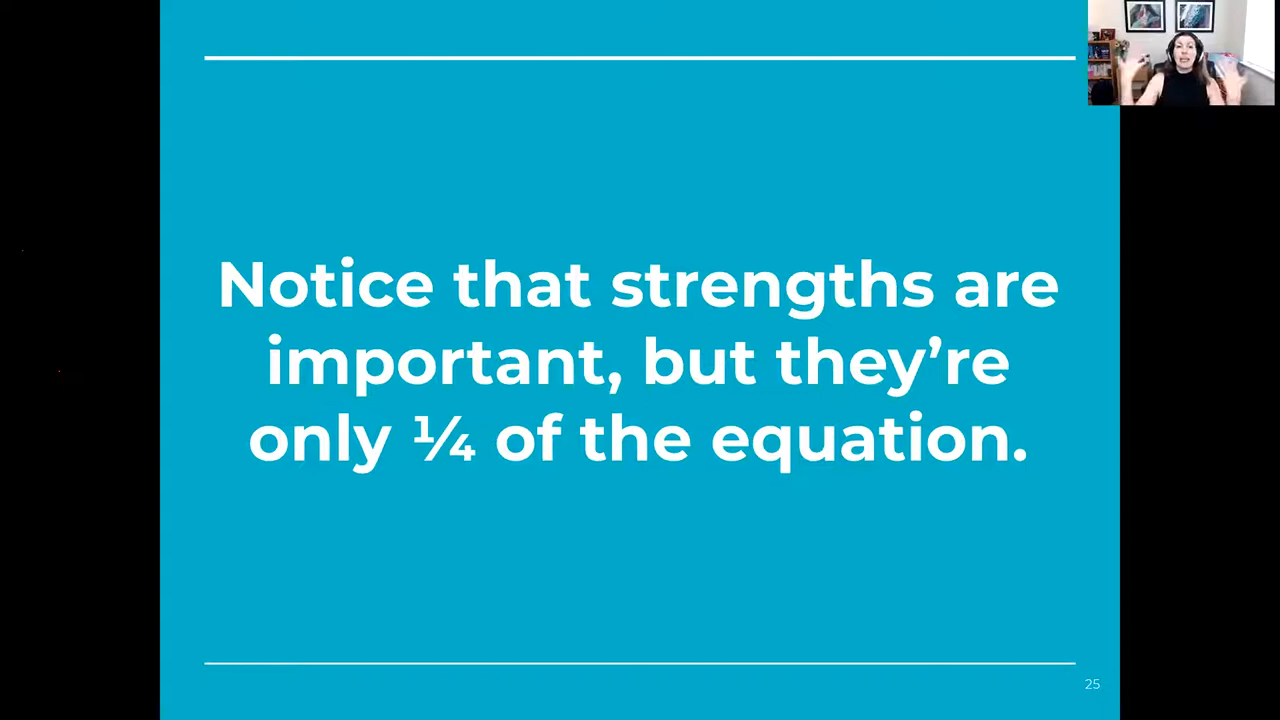 Notice that strengths are
important, but they’re
only ¼ of the equation.
25